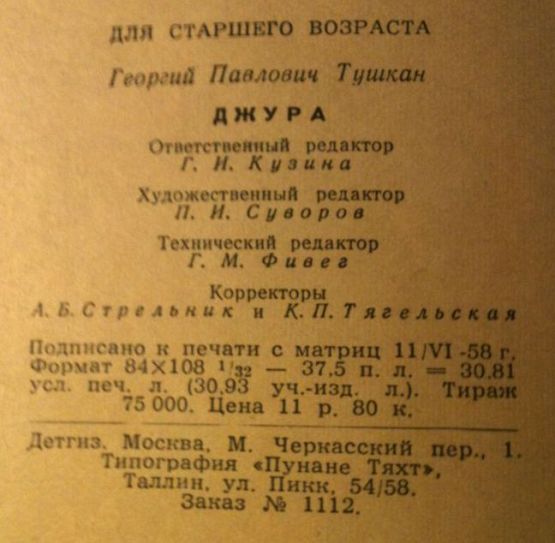 ДЛЯ СТАРШЕГО ВОЗРАСТА
Георгий Павлович Тушкан
ДЖУРА
Ответственный редактор
Г. И. Кузина
Художественный редактор
П. И. Суворов
Технический редактор
Г. М. Фивег
Корректоры
А. Б. Стрельник и К. П. Тягельская
Подписано к печати с матриц 11/VI -58 г.
Формат 84×108 1/32 — 37,5 п. л. = 30,81
усл. печ. л. (30,93 уч.-изд. л.). Тираж
75 000. Цена 11 р. 80 к.
Детгиз. Москва, М. Черкасский пер., 1.
Типография «Пунане Тяхт»,
Таллин, ул. Пикк, 54/58.
Заказ № 1112.